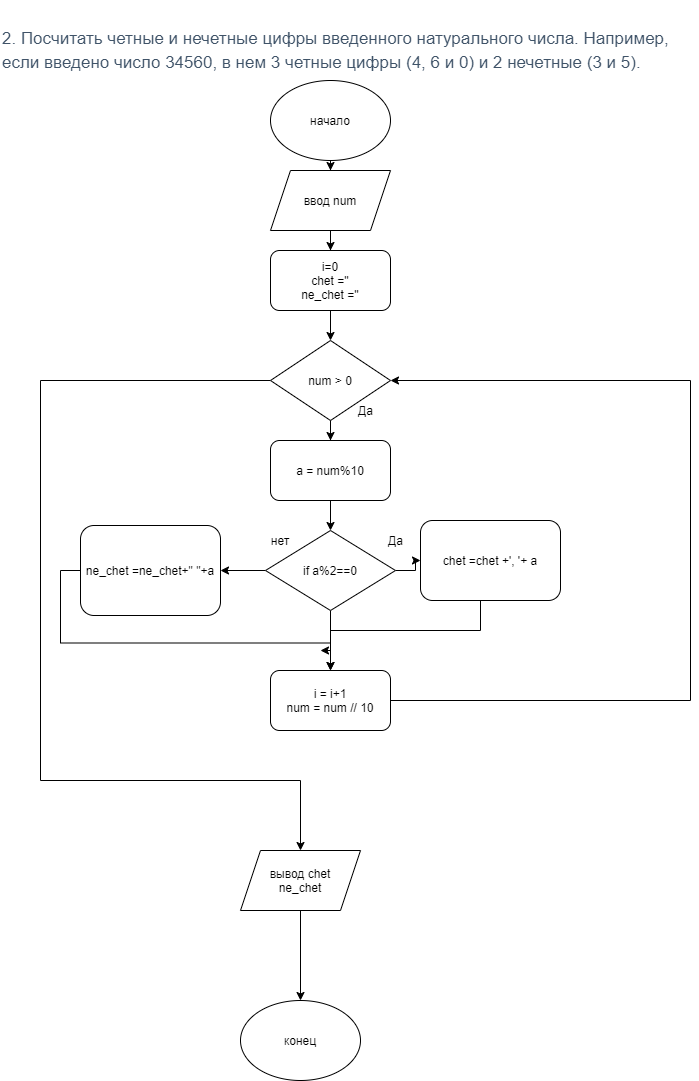 2. Посчитать четные и нечетные цифры введенного натурального числа. Например,
если введено число 34560, в нем 3 четные цифры (4, 6 и 0) и 2 нечетные (3 и 5).
начало
ввод num
i=0
chet =''
ne_chet =''
num > 0
Да
a = num%10
нет
Да
ne_chet =ne_chet+" "+a
if a%2==0
chet =chet +', '+ a
i = i+1
num = num // 10
вывод chet
ne_chet
конец